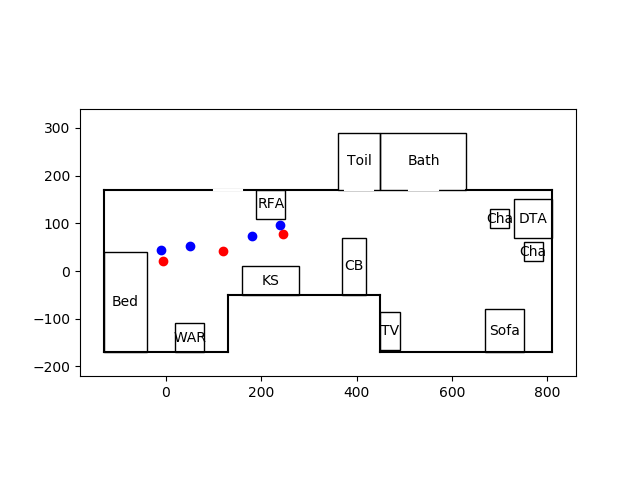 300
200
100
0
−100
−200
0
200
400
600
800
Toil
Bath
RFA
Cha
DTA
Cha
CB
KS
Bed
WAR
TV
Sofa